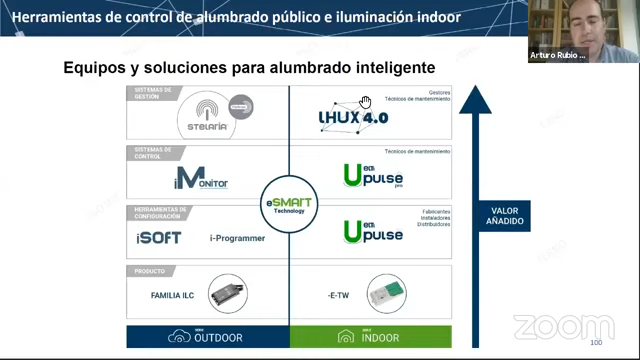 Herramientas de control de alumbrado público e iluminación indoor
Arturo Rubio
Equipos y soluciones para alumbrado inteligente
SISTEMAS DE GESTIÓN
STELARIA
LHUX 4.0
Gestores
Técnicos de mantenimiento
SISTEMAS DE CONTROL
iMONITOR
Upulse pro
Técnicos de mantenimiento
eSMART
Technology
HERRAMIENTAS DE CONFIGURACIÓN
iSOFT
i-Programmer
Upulse
Fabricantes
Instaladores
Distribuidores
VALOR
AÑADIDO
PRODUCTO
FAMILIA ILC
-E-TW
OUTDOOR
INDOOR
zoom
100